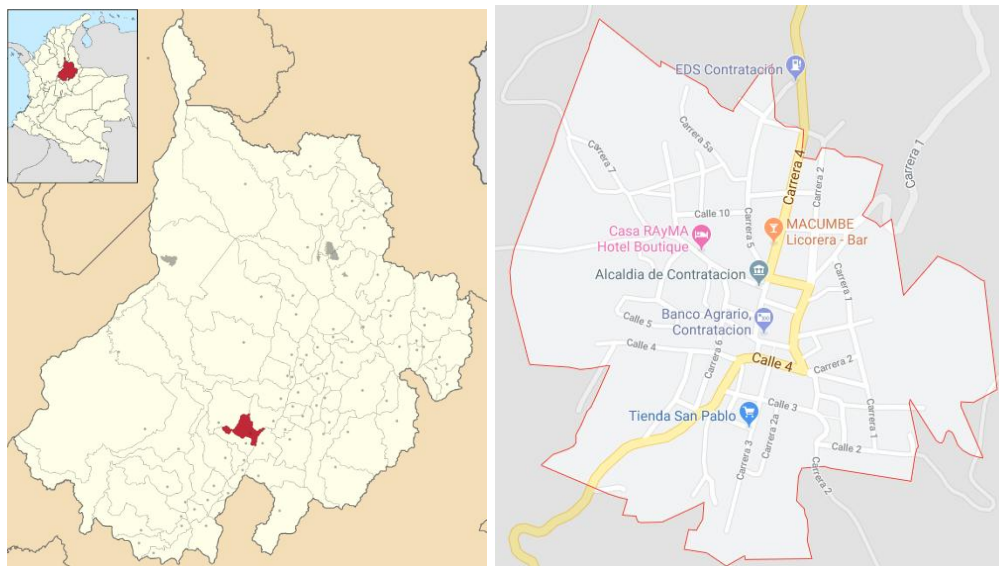 EDS Contratación
Carrera 5a
Carrera 7
Carrera 4
Carrera 2
Carrera 1
Calle 10
Carrera 5
MACUMBE
Licorera - Bar
Casa RAyMA
Hotel Boutique
Alcaldia de Contratacion
Carrera 1
Banco Agrario,
Contratacion
Calle 5
Calle 4
Carrera 6
Calle 4
Carrera 2
Calle 3
Tienda San Pablo
Carrera 1
Carrera 2a
Calle 2
Carrera 3
Carrera 2